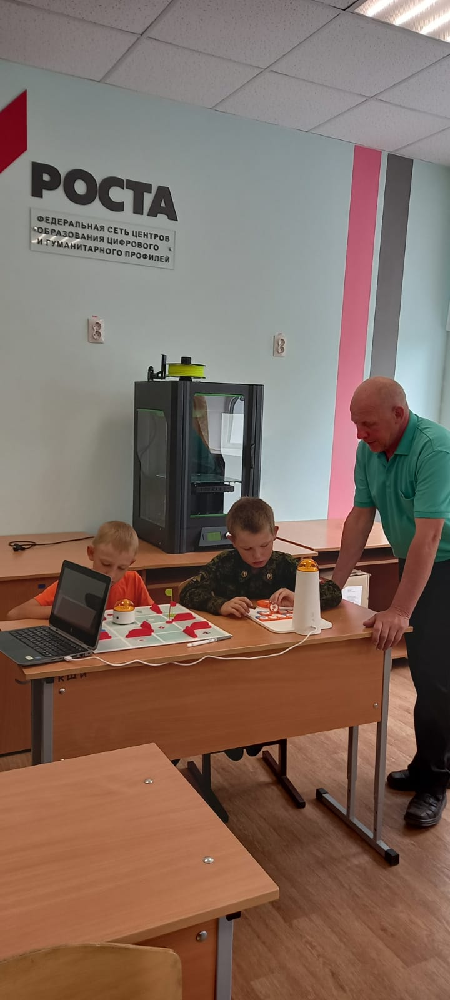 РОСТА
ФЕДЕРАЛЬНАЯ СЕТЬ ЦЕНТРОВ
ОБРАЗОВАНИЯ ЦИФРОВОГО
И ГУМАНИТАРНОГО ПРОФИЛЕЙ